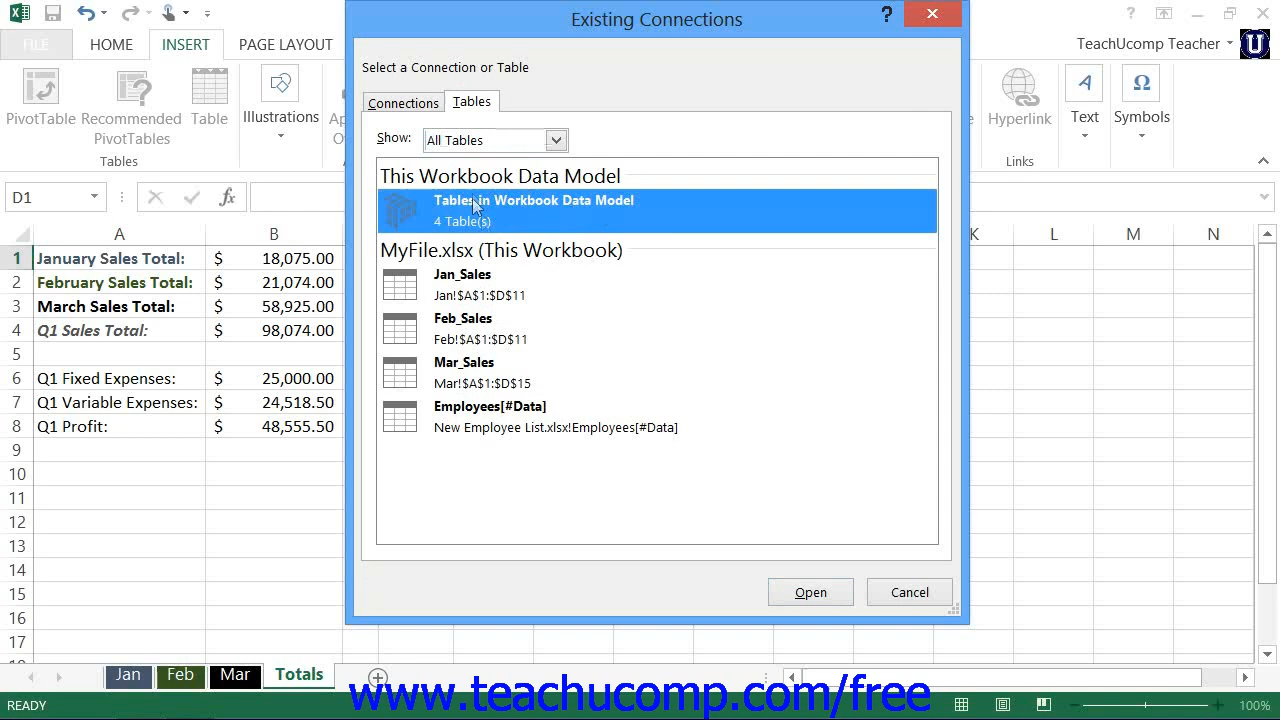 Existing Connections
?
FILE
HOME
INSERT
PAGE LAYOUT
TeachUcomp Teacher
U
PivotTable
Recommended
PivotTables
Table
Illustrations
Ap
Hyperlink
Text
Symbols
Tables
Links
D1
fx
Select a Connection or Table
Connections
Tables
Show:
All Tables
This Workbook Data Model
Tables in Workbook Data Model
4 Table(s)
MyFile.xlsx (This Workbook)
Jan_Sales
Jan!$A$1:$D$11
Feb_Sales
Feb!$A$1:$D$11
Mar_Sales
Mar!$A$1:$D$15
Employees[#Data]
New Employee List.xlsx!Employees[#Data]
Open
Cancel
A B K L M N
1 January Sales Total: $ 18,075.00
2 February Sales Total: $ 21,074.00
3 March Sales Total: $ 58,925.00
4 Q1 Sales Total: $ 98,074.00
5
6 Q1 Fixed Expenses: $ 25,000.00
7 Q1 Variable Expenses: $ 24,518.50
8 Q1 Profit: $ 48,555.50
9
10
11
12
13
14
15
16
17
Jan
Feb
Mar
Totals
www.teachucomp.com/free
READY
100%